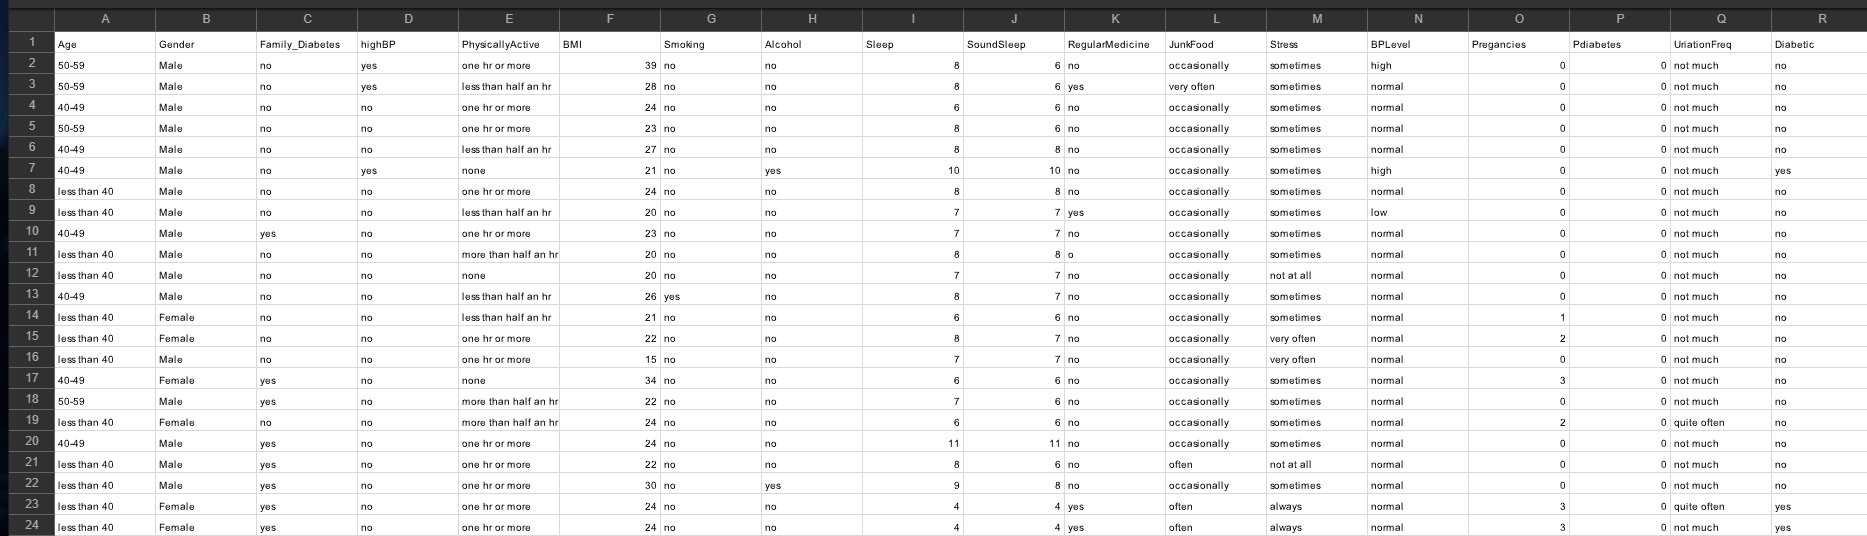 A B C D E F G H I J K L M N O P Q R
1 Age Gender Family_Diabetes highBP PhysicallyActive BMI Smoking Alcohol Sleep SoundSleep RegularMedicine JunkFood Stress BPLevel Pregancies Pdiabetes UriationFreq Diabetic
2 50-59 Male no yes one hr or more 39 no no 8 6 no occasionally sometimes high 0 0 not much no
3 50-59 Male no yes less than half an hr 28 no no 8 6 yes very often sometimes normal 0 0 not much no
4 40-49 Male no no one hr or more 24 no no 6 6 no occasionally sometimes normal 0 0 not much no
5 50-59 Male no no one hr or more 23 no no 8 6 no occasionally sometimes normal 0 0 not much no
6 40-49 Male no no less than half an hr 27 no no 8 8 no occasionally sometimes normal 0 0 not much no
7 40-49 Male no yes none 21 no yes 10 10 no occasionally sometimes high 0 0 not much yes
8 less than 40 Male no no one hr or more 24 no no 8 8 no occasionally sometimes normal 0 0 not much no
9 less than 40 Male no no less than half an hr 20 no no 7 7 yes occasionally sometimes low 0 0 not much no
10 40-49 Male yes no one hr or more 23 no no 7 7 no occasionally sometimes normal 0 0 not much no
11 less than 40 Male no no more than half an hr 20 no no 8 8 o occasionally sometimes normal 0 0 not much no
12 less than 40 Male no no none 20 no no 7 7 no occasionally not at all normal 0 0 not much no
13 40-49 Male no no less than half an hr 26 yes no 8 7 no occasionally sometimes normal 0 0 not much no
14 less than 40 Female no no less than half an hr 21 no no 6 6 no occasionally sometimes normal 1 0 not much no
15 less than 40 Female no no one hr or more 22 no no 8 7 no occasionally very often normal 2 0 not much no
16 less than 40 Male no no one hr or more 15 no no 7 7 no occasionally very often normal 0 0 not much no
17 40-49 Female yes no none 34 no no 6 6 no occasionally sometimes normal 3 0 not much no
18 50-59 Male yes no more than half an hr 22 no no 7 6 no occasionally sometimes normal 0 0 not much no
19 less than 40 Female no no more than half an hr 24 no no 6 6 no occasionally sometimes normal 2 0 quite often no
20 40-49 Male yes no one hr or more 24 no no 11 11 no occasionally sometimes normal 0 0 not much no
21 less than 40 Male yes no one hr or more 22 no no 8 6 no often not at all normal 0 0 not much no
22 less than 40 Male yes no one hr or more 30 no yes 9 8 no occasionally sometimes normal 0 0 not much no
23 less than 40 Female yes no one hr or more 24 no no 4 4 yes often always normal 3 0 quite often yes
24 less than 40 Female yes no one hr or more 24 no no 4 4 yes often always normal 3 0 not much yes